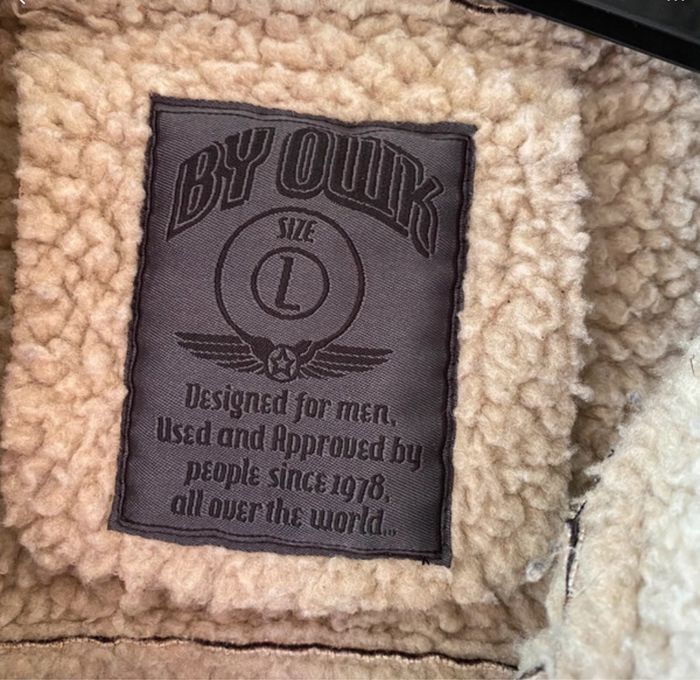 BY OWK
SIZE
L
Designed for men,
Used and Approved by
people since 1978,
all over the world...